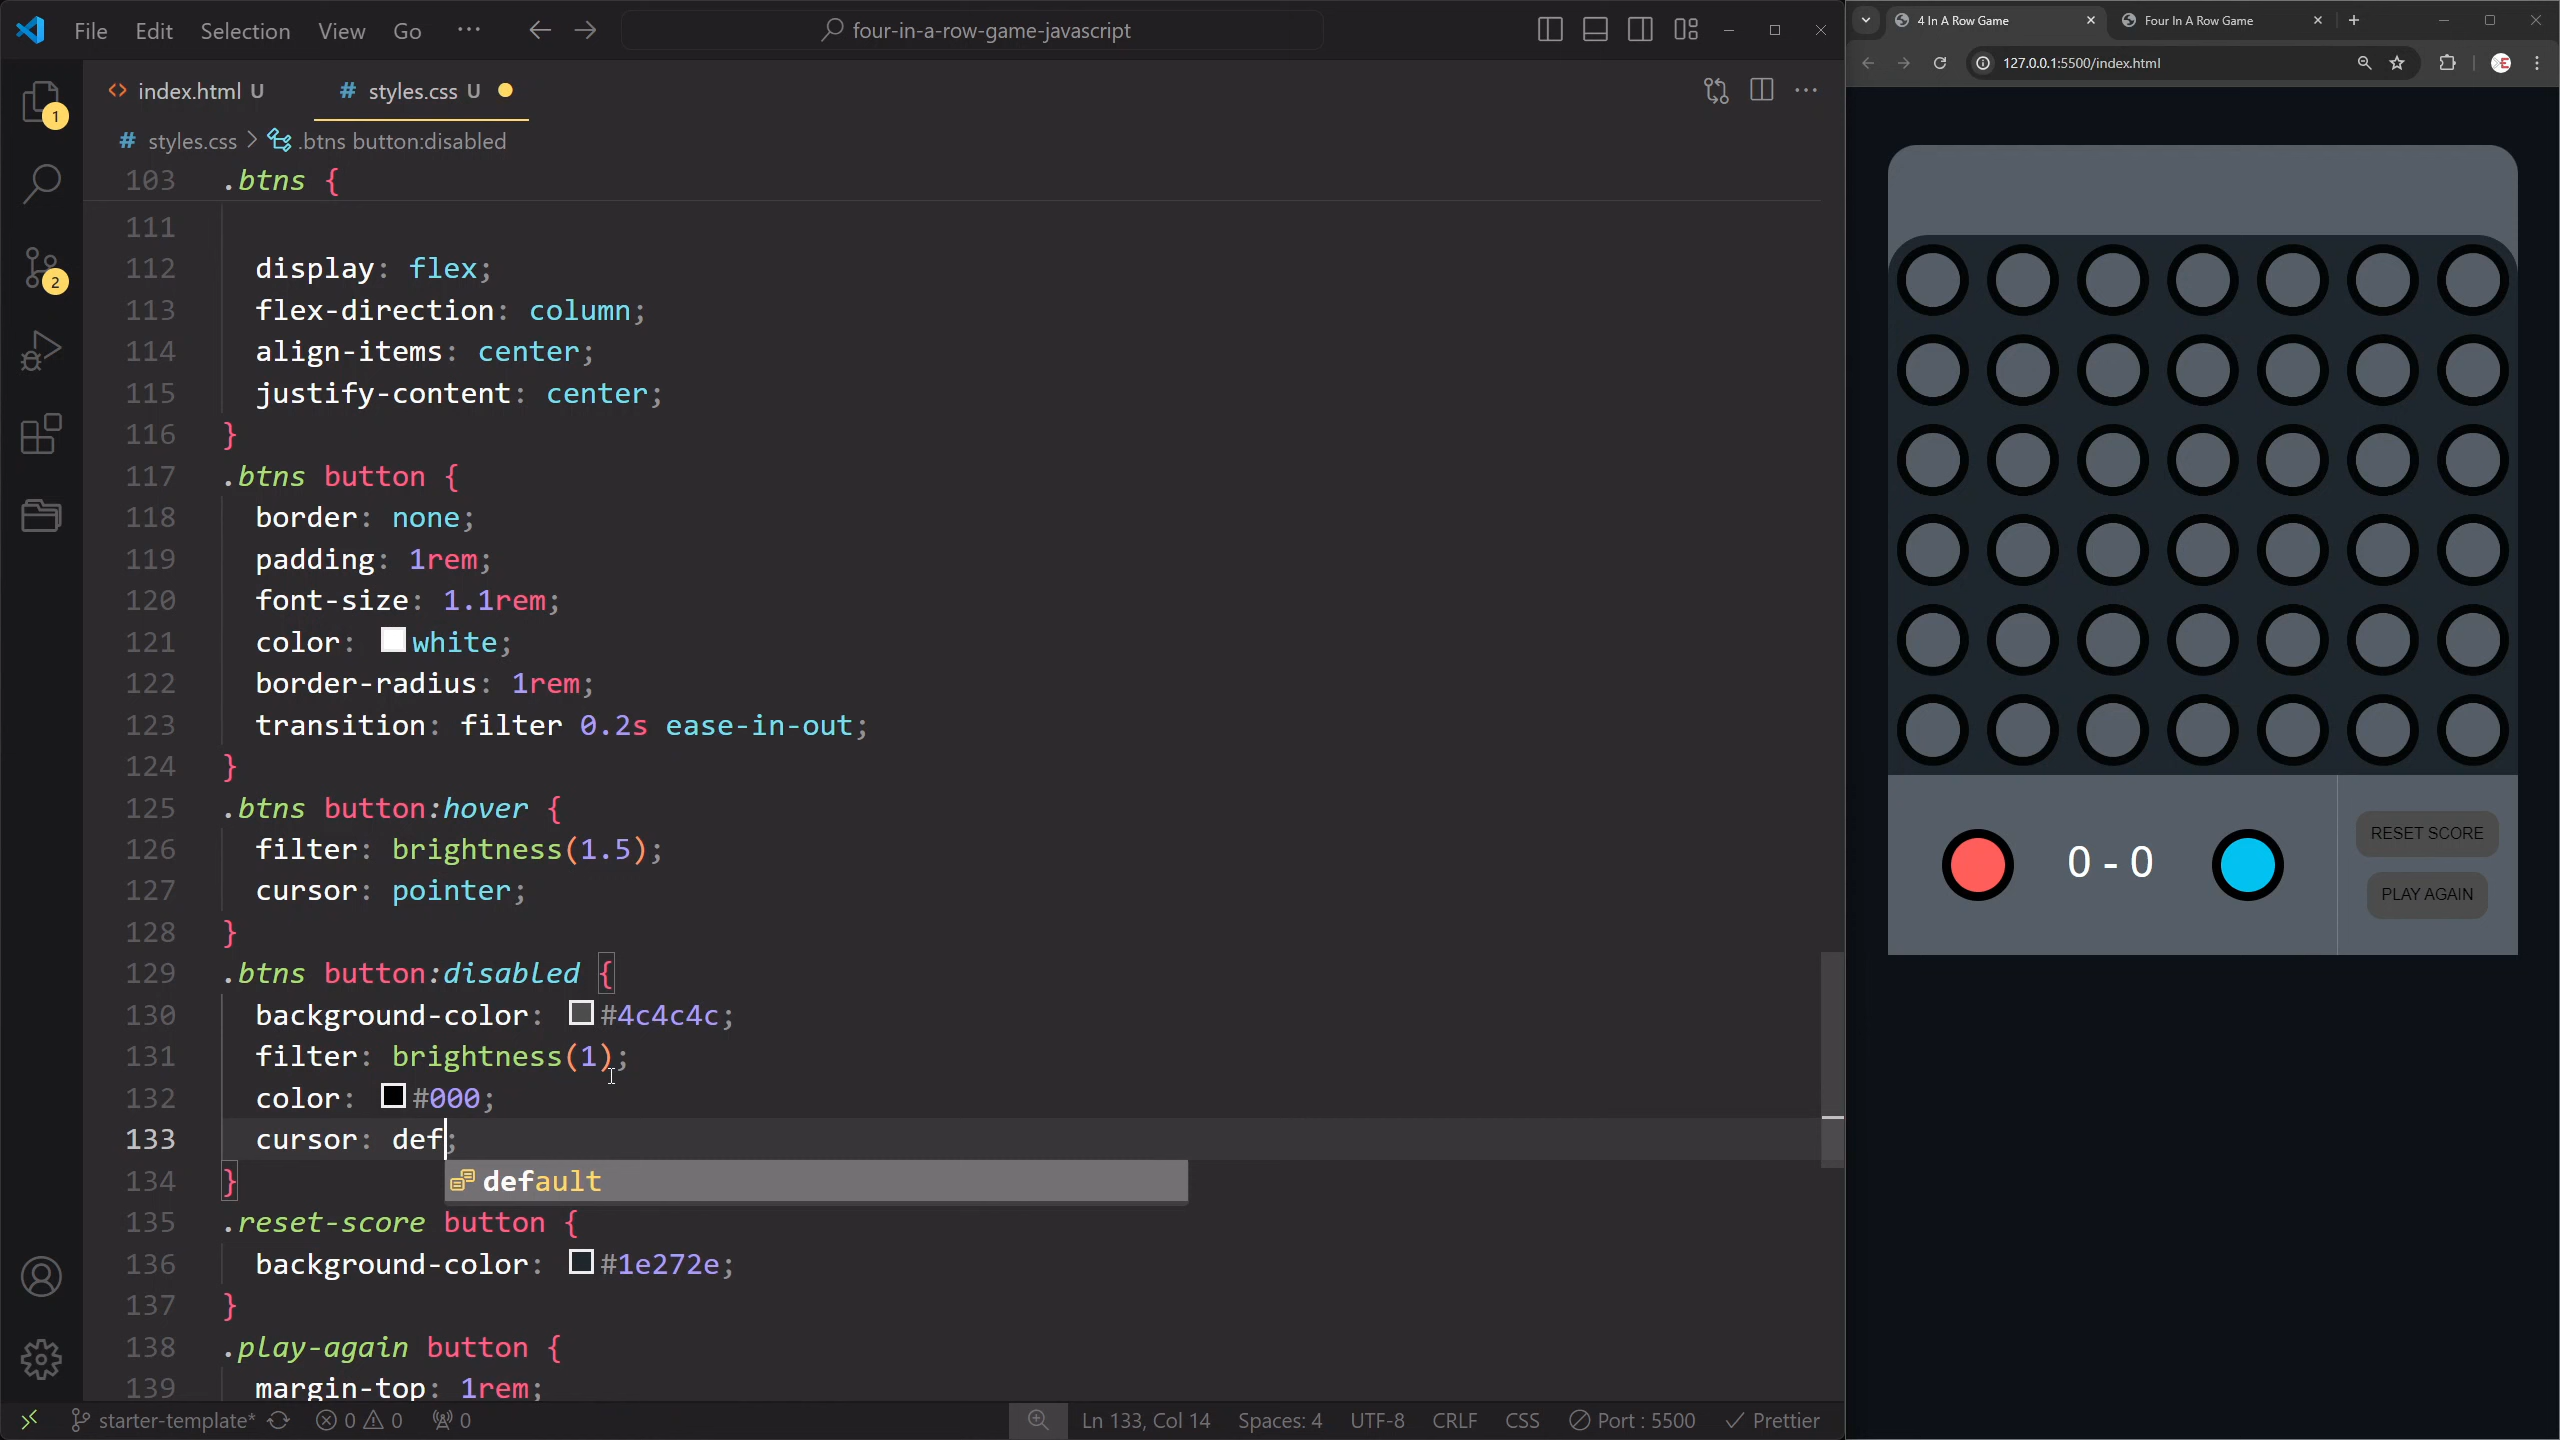 File Edit Selection View Go ··· four-in-a-row-game-javascript
index.html U # styles.css U
# styles.css > .btns button:disabled
103 .btns {
111
112 display: flex;
113 flex-direction: column;
114 align-items: center;
115 justify-content: center;
116 }
117 .btns button {
118 border: none;
119 padding: 1rem;
120 font-size: 1.1rem;
121 color: white;
122 border-radius: 1rem;
123 transition: filter 0.2s ease-in-out;
124 }
125 .btns button:hover {
126 filter: brightness(1.5);
127 cursor: pointer;
128 }
129 .btns button:disabled {
130 background-color: #4c4c4c;
131 filter: brightness(1);
132 color: #000;
133 cursor: def;
134 }
default
135 .reset-score button {
136 background-color: #1e272e;
137 }
138 .play-again button {
139 margin-top: 1rem;
1
2
starter-template* 0 0 0 Ln 133, Col 14 Spaces: 4 UTF-8 CRLF CSS Port : 5500 Prettier
4 In A Row Game Four In A Row Game
127.0.0.1:5500/index.html
0 - 0
RESET SCORE
PLAY AGAIN